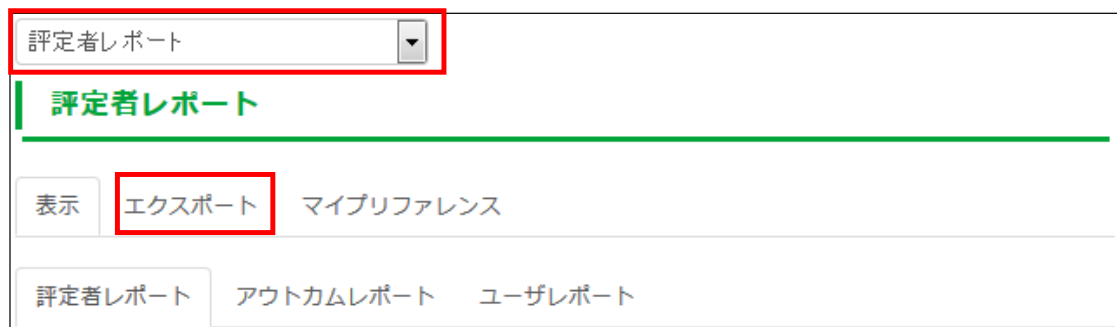 評定者レポート
評定者レポート
表示 エクスポート マイプリファレンス
評定者レポート アウトカムレポート ユーザレポート